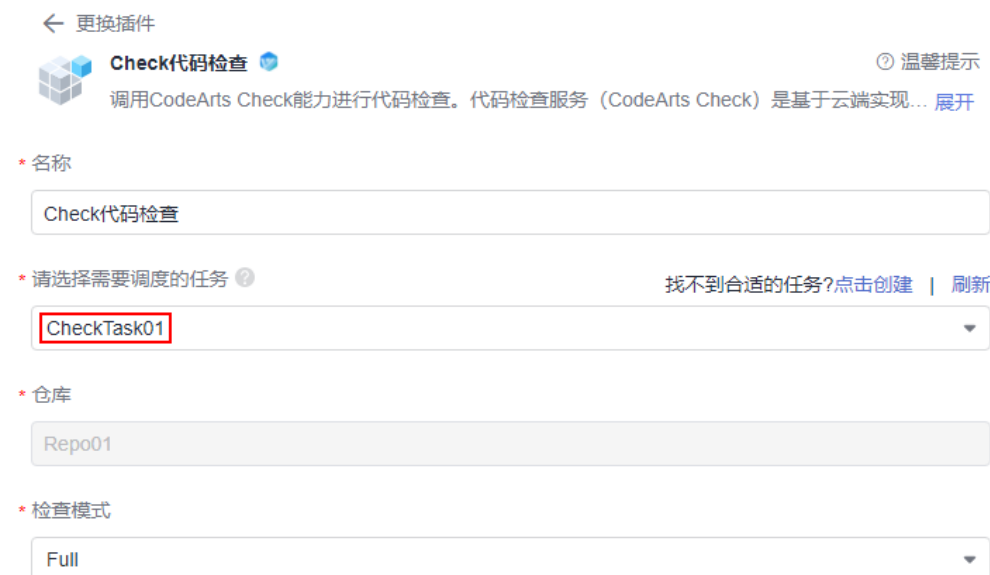 更换插件
Check代码检查
温馨提示
调用CodeArts Check能力进行代码检查。代码检查服务（CodeArts Check）是基于云端实现... 展开
* 名称
Check代码检查
* 请选择需要调度的任务
找不到合适的任务?点击创建 | 刷新
CheckTask01
* 仓库
Repo01
* 检查模式
Full